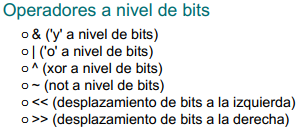 Operadores a nivel de bits
o & ('y' a nivel de bits)
o | ('o' a nivel de bits)
o ^ (xor a nivel de bits)
o ~ (not a nivel de bits)
o << (desplazamiento de bits a la izquierda)
o >> (desplazamiento de bits a la derecha)